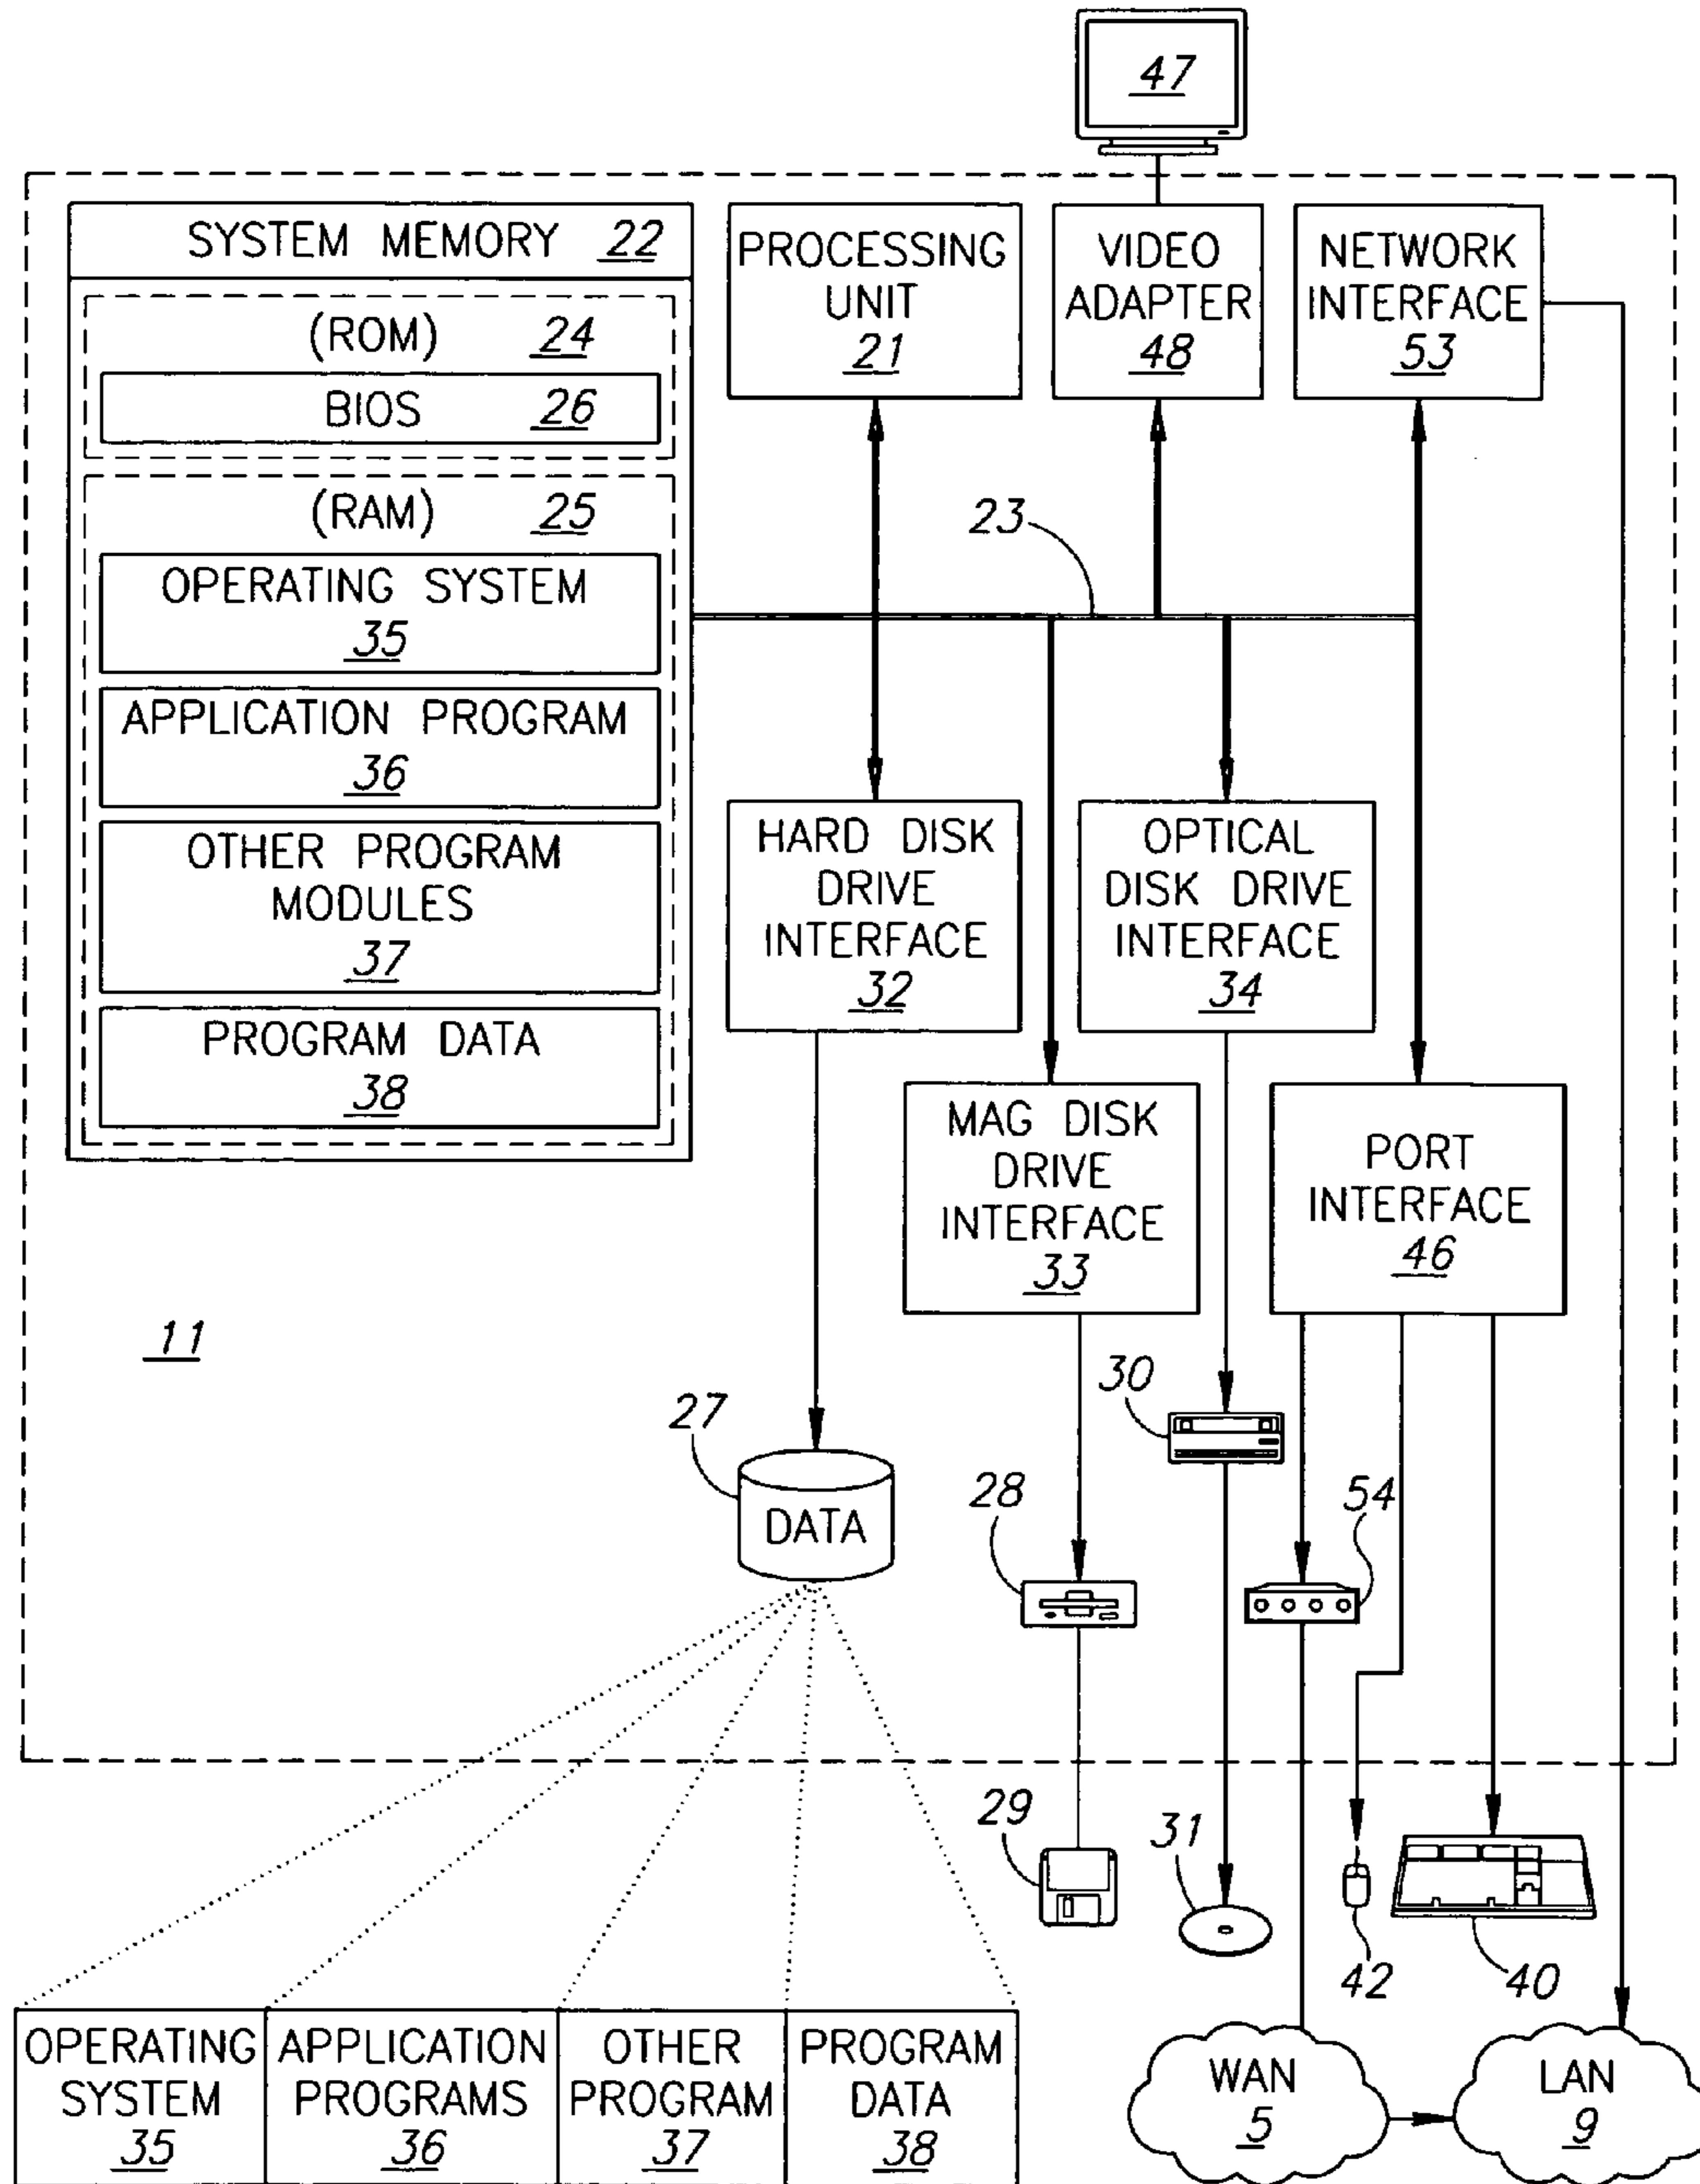 47
SYSTEM MEMORY 22
(ROM) 24
BIOS 26
(RAM) 25
OPERATING SYSTEM
35
APPLICATION PROGRAM
36
OTHER PROGRAM
MODULES
37
PROGRAM DATA
38
PROCESSING
UNIT
21
VIDEO
ADAPTER
48
NETWORK
INTERFACE
53
23
HARD DISK
DRIVE
INTERFACE
32
OPTICAL
DISK DRIVE
INTERFACE
34
MAG DISK
DRIVE
INTERFACE
33
PORT
INTERFACE
46
11
27
DATA
30
28
54
29
31
42
40
OPERATING
SYSTEM
35
APPLICATION
PROGRAMS
36
OTHER
PROGRAM
37
PROGRAM
DATA
38
WAN
5
LAN
9